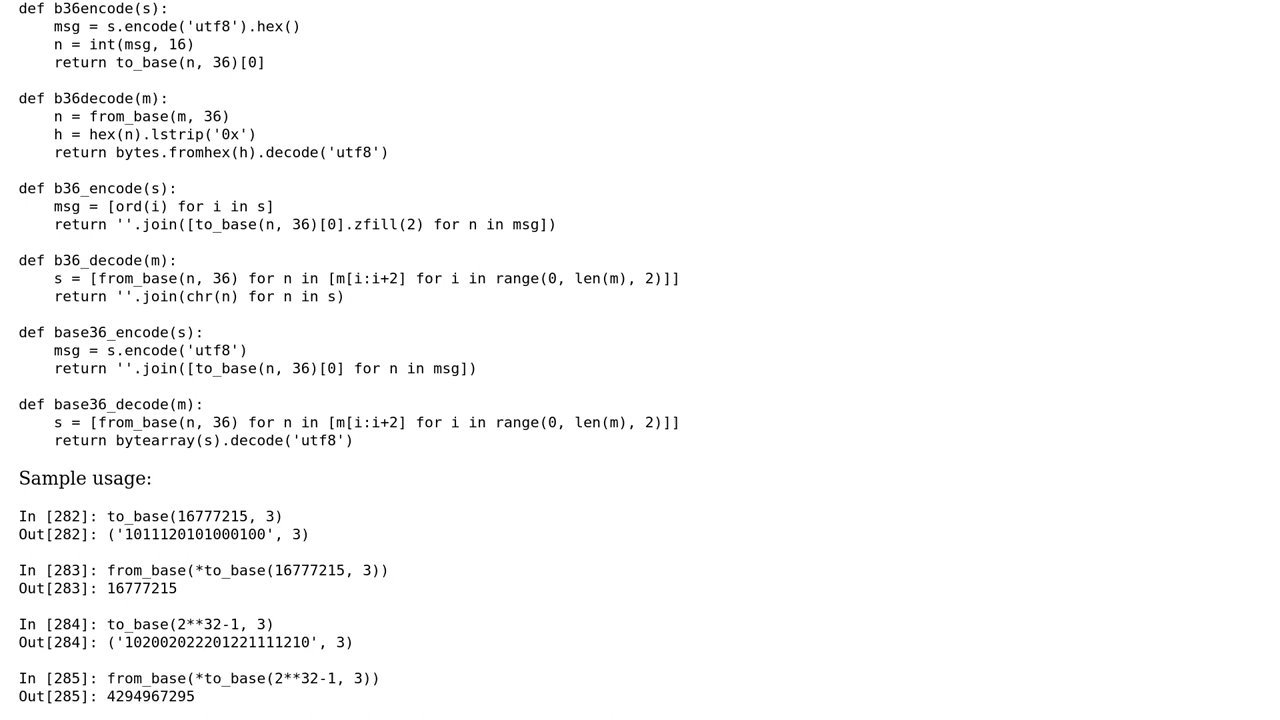 def b36encode(s):
    msg = s.encode('utf8').hex()
    n = int(msg, 16)
    return to_base(n, 36)[0]

def b36decode(m):
    n = from_base(m, 36)
    h = hex(n).lstrip('0x')
    return bytes.fromhex(h).decode('utf8')

def b36_encode(s):
    msg = [ord(i) for i in s]
    return ''.join([to_base(n, 36)[0].zfill(2) for n in msg])

def b36_decode(m):
    s = [from_base(n, 36) for n in [m[i:i+2] for i in range(0, len(m), 2)]]
    return ''.join(chr(n) for n in s)

def base36_encode(s):
    msg = s.encode('utf8')
    return ''.join([to_base(n, 36)[0] for n in msg])

def base36_decode(m):
    s = [from_base(n, 36) for n in [m[i:i+2] for i in range(0, len(m), 2)]]
    return bytearray(s).decode('utf8')

Sample usage:

In [282]: to_base(16777215, 3)
Out[282]: ('1011120101000100', 3)

In [283]: from_base(*to_base(16777215, 3))
Out[283]: 16777215

In [284]: to_base(2**32-1, 3)
Out[284]: ('102002022201221111210', 3)

In [285]: from_base(*to_base(2**32-1, 3))
Out[285]: 4294967295